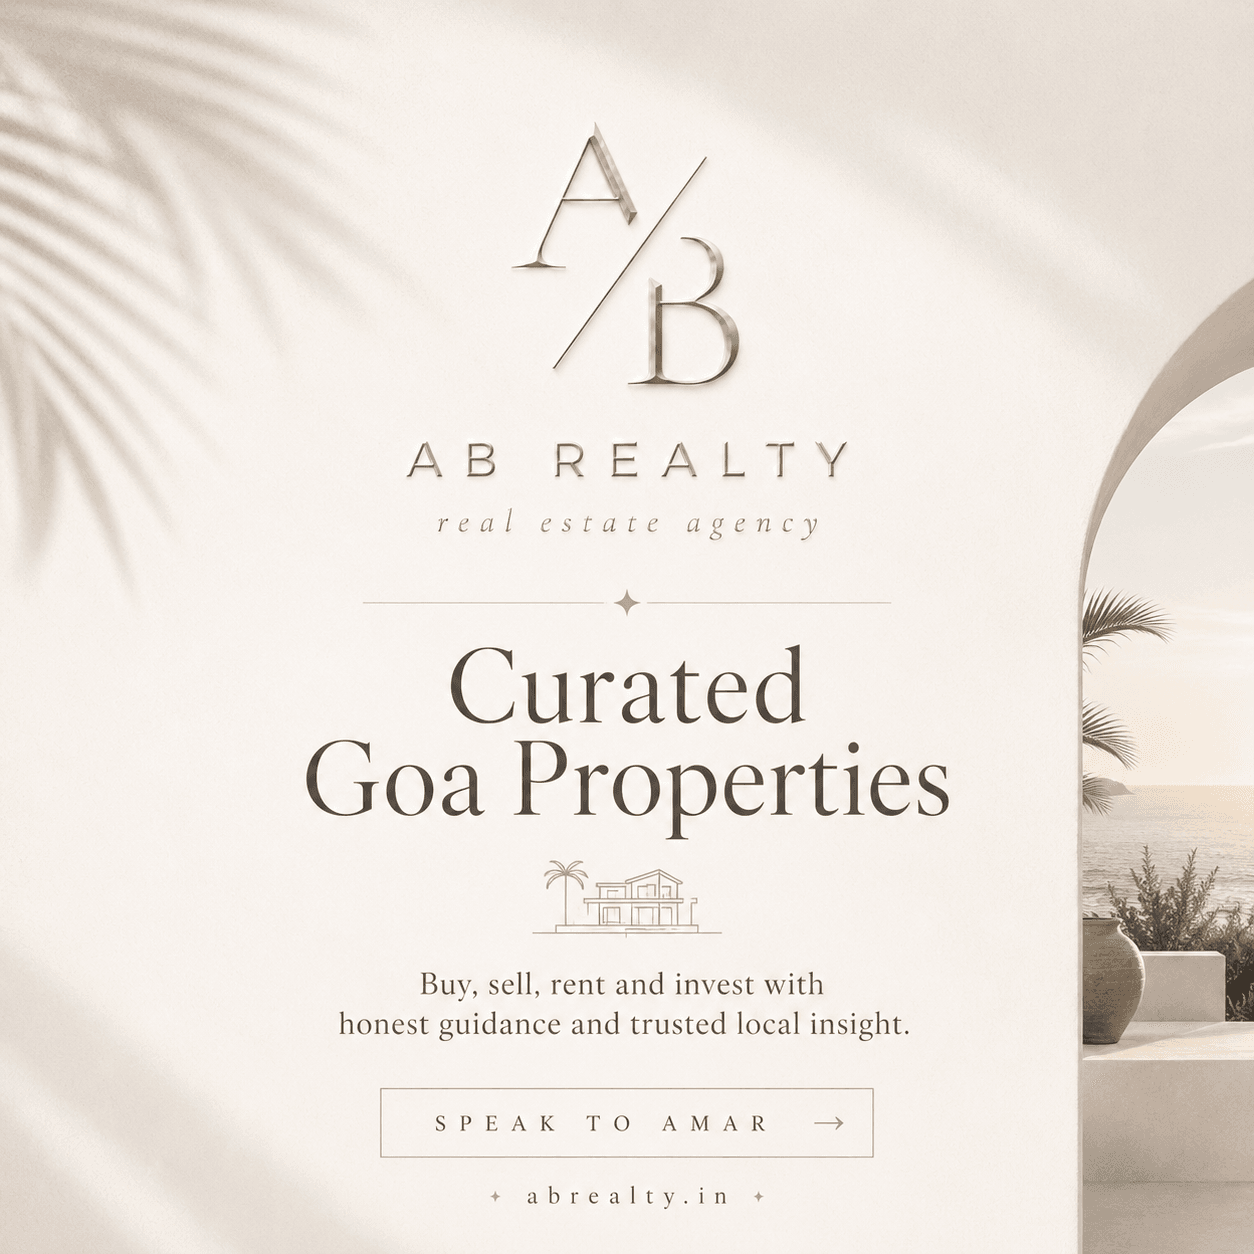 A/B
AB REALTY
real estate agency
Curated
Goa Properties
Buy, sell, rent and invest with
honest guidance and trusted local insight.
SPEAK TO AMAR →
abrealty.in